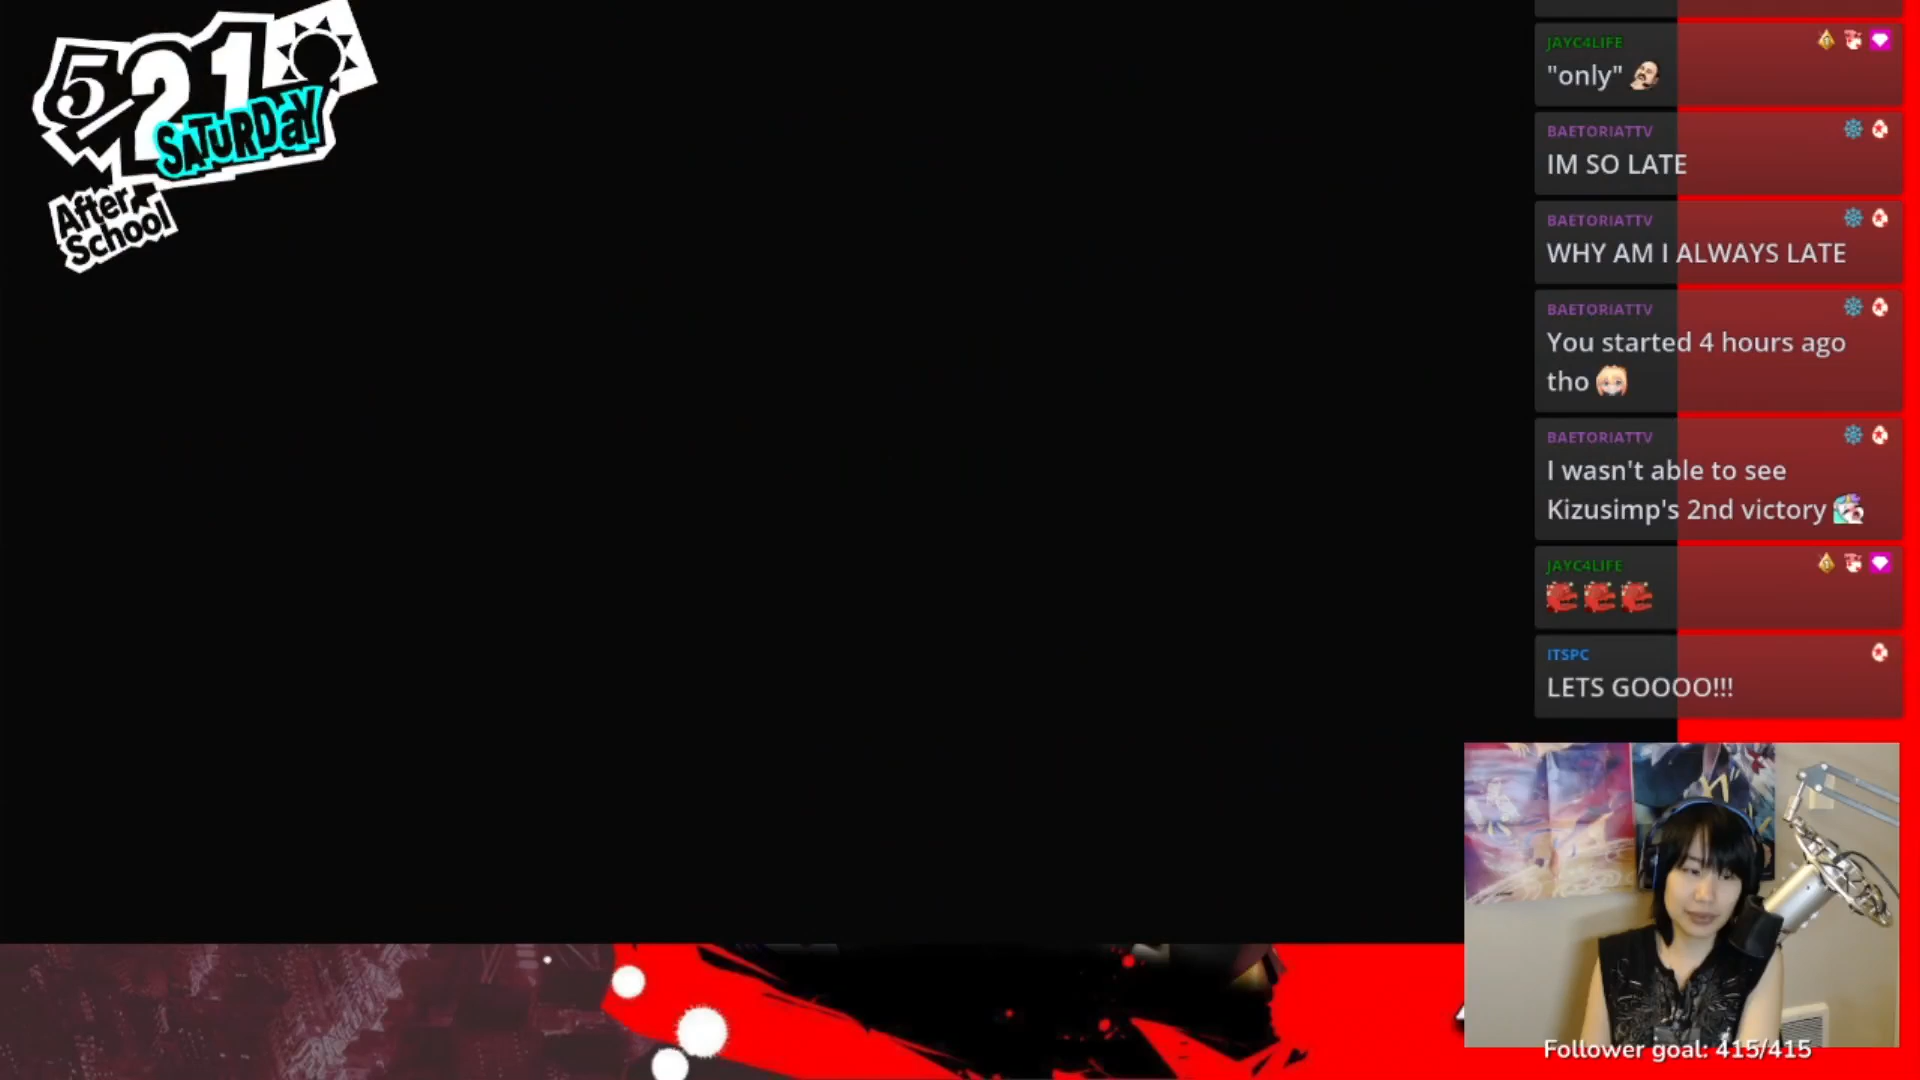 5/21
SATURDAY
After
School
JAYC4LIFE
"only"
BAETORIATTV
IM SO LATE
BAETORIATTV
WHY AM I ALWAYS LATE
BAETORIATTV
You started 4 hours ago
tho
BAETORIATTV
I wasn't able to see
Kizusimp's 2nd victory
JAYC4LIFE
ITSPC
LETS GOOOO!!!
Follower goal: 415/415